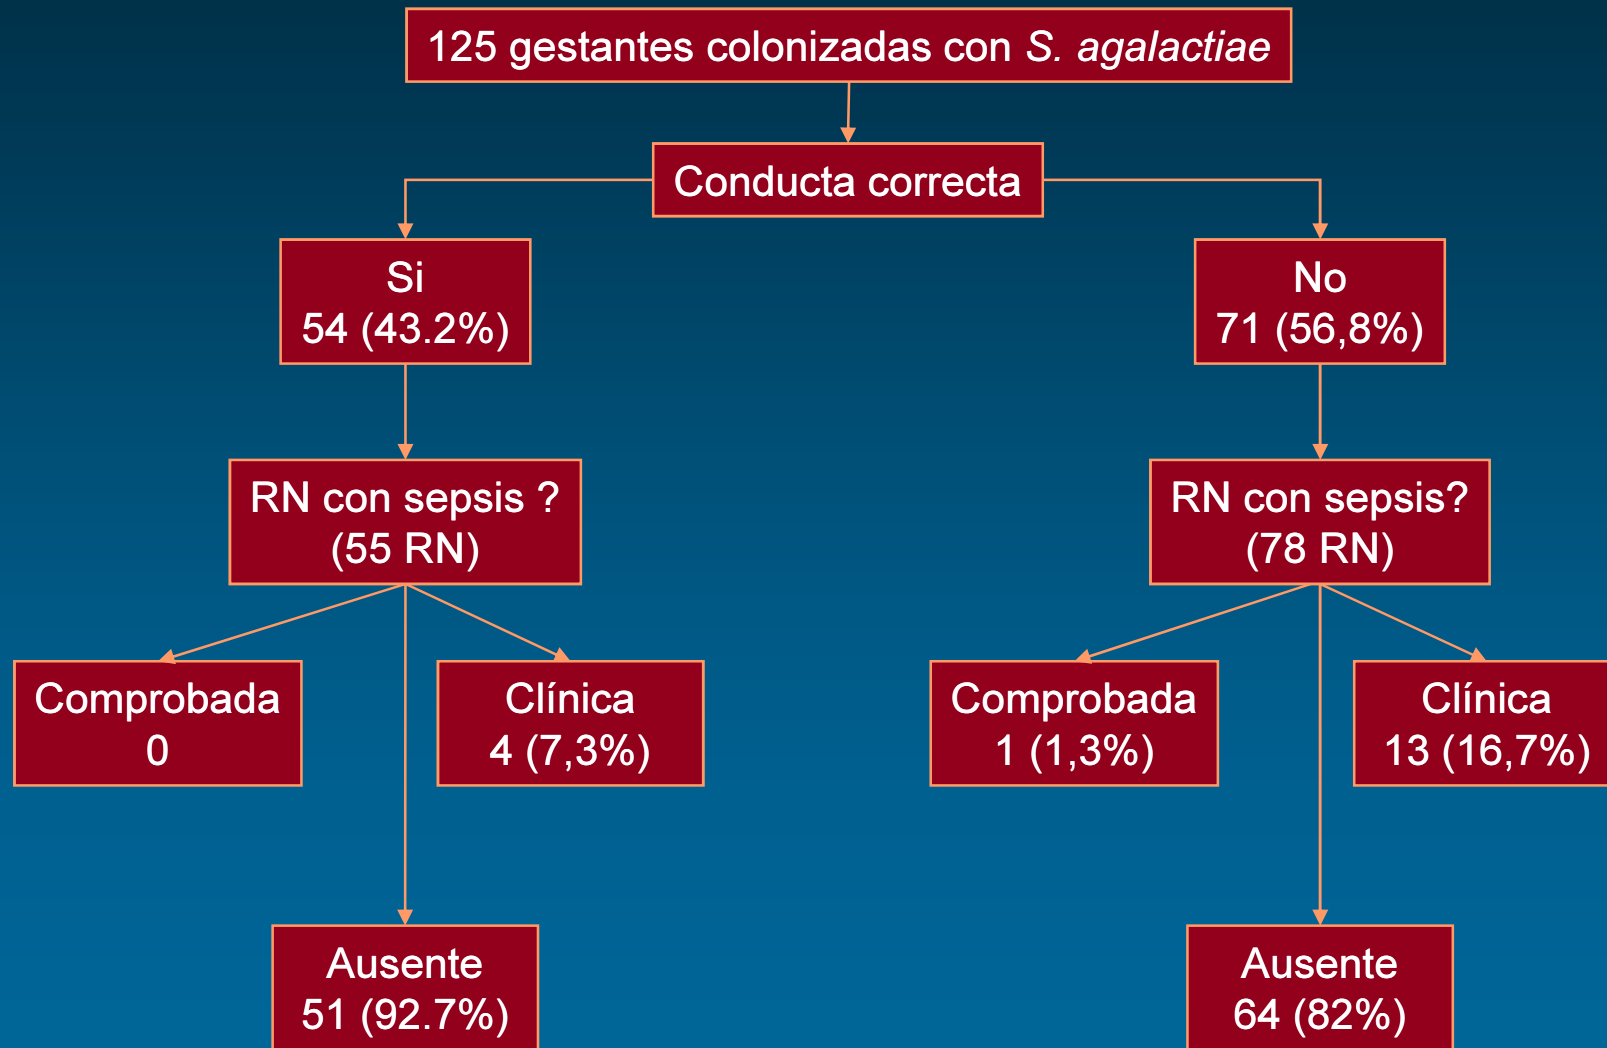 125 gestantes colonizadas con S. agalactiae
Conducta correcta
Si
54 (43.2%)
No
71 (56,8%)
RN con sepsis ?
(55 RN)
RN con sepsis?
(78 RN)
Comprobada
0
Clínica
4 (7,3%)
Comprobada
1 (1,3%)
Clínica
13 (16,7%)
Ausente
51 (92.7%)
Ausente
64 (82%)